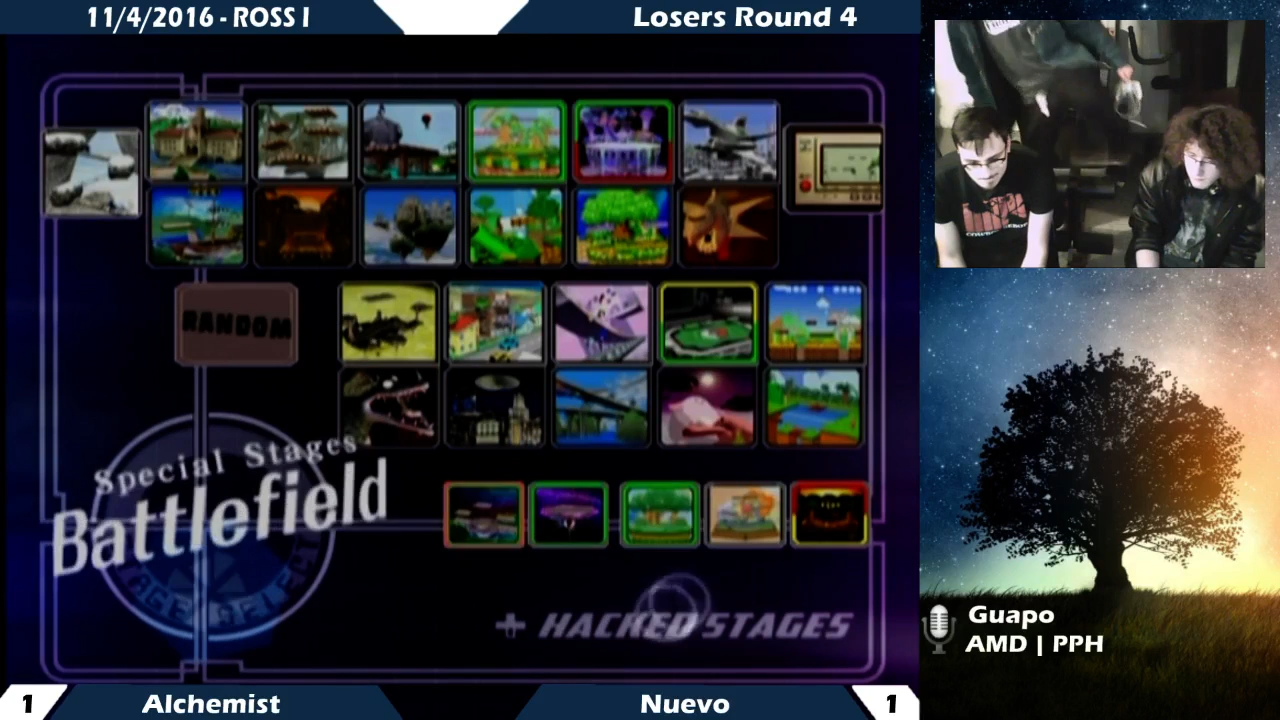 11/4/2016 - ROSS I
Losers Round 4
RANDOM
Special Stages
Battlefield
+ HACKED STAGES
Guapo
AMD | PPH
1
Alchemist
Nuevo
1